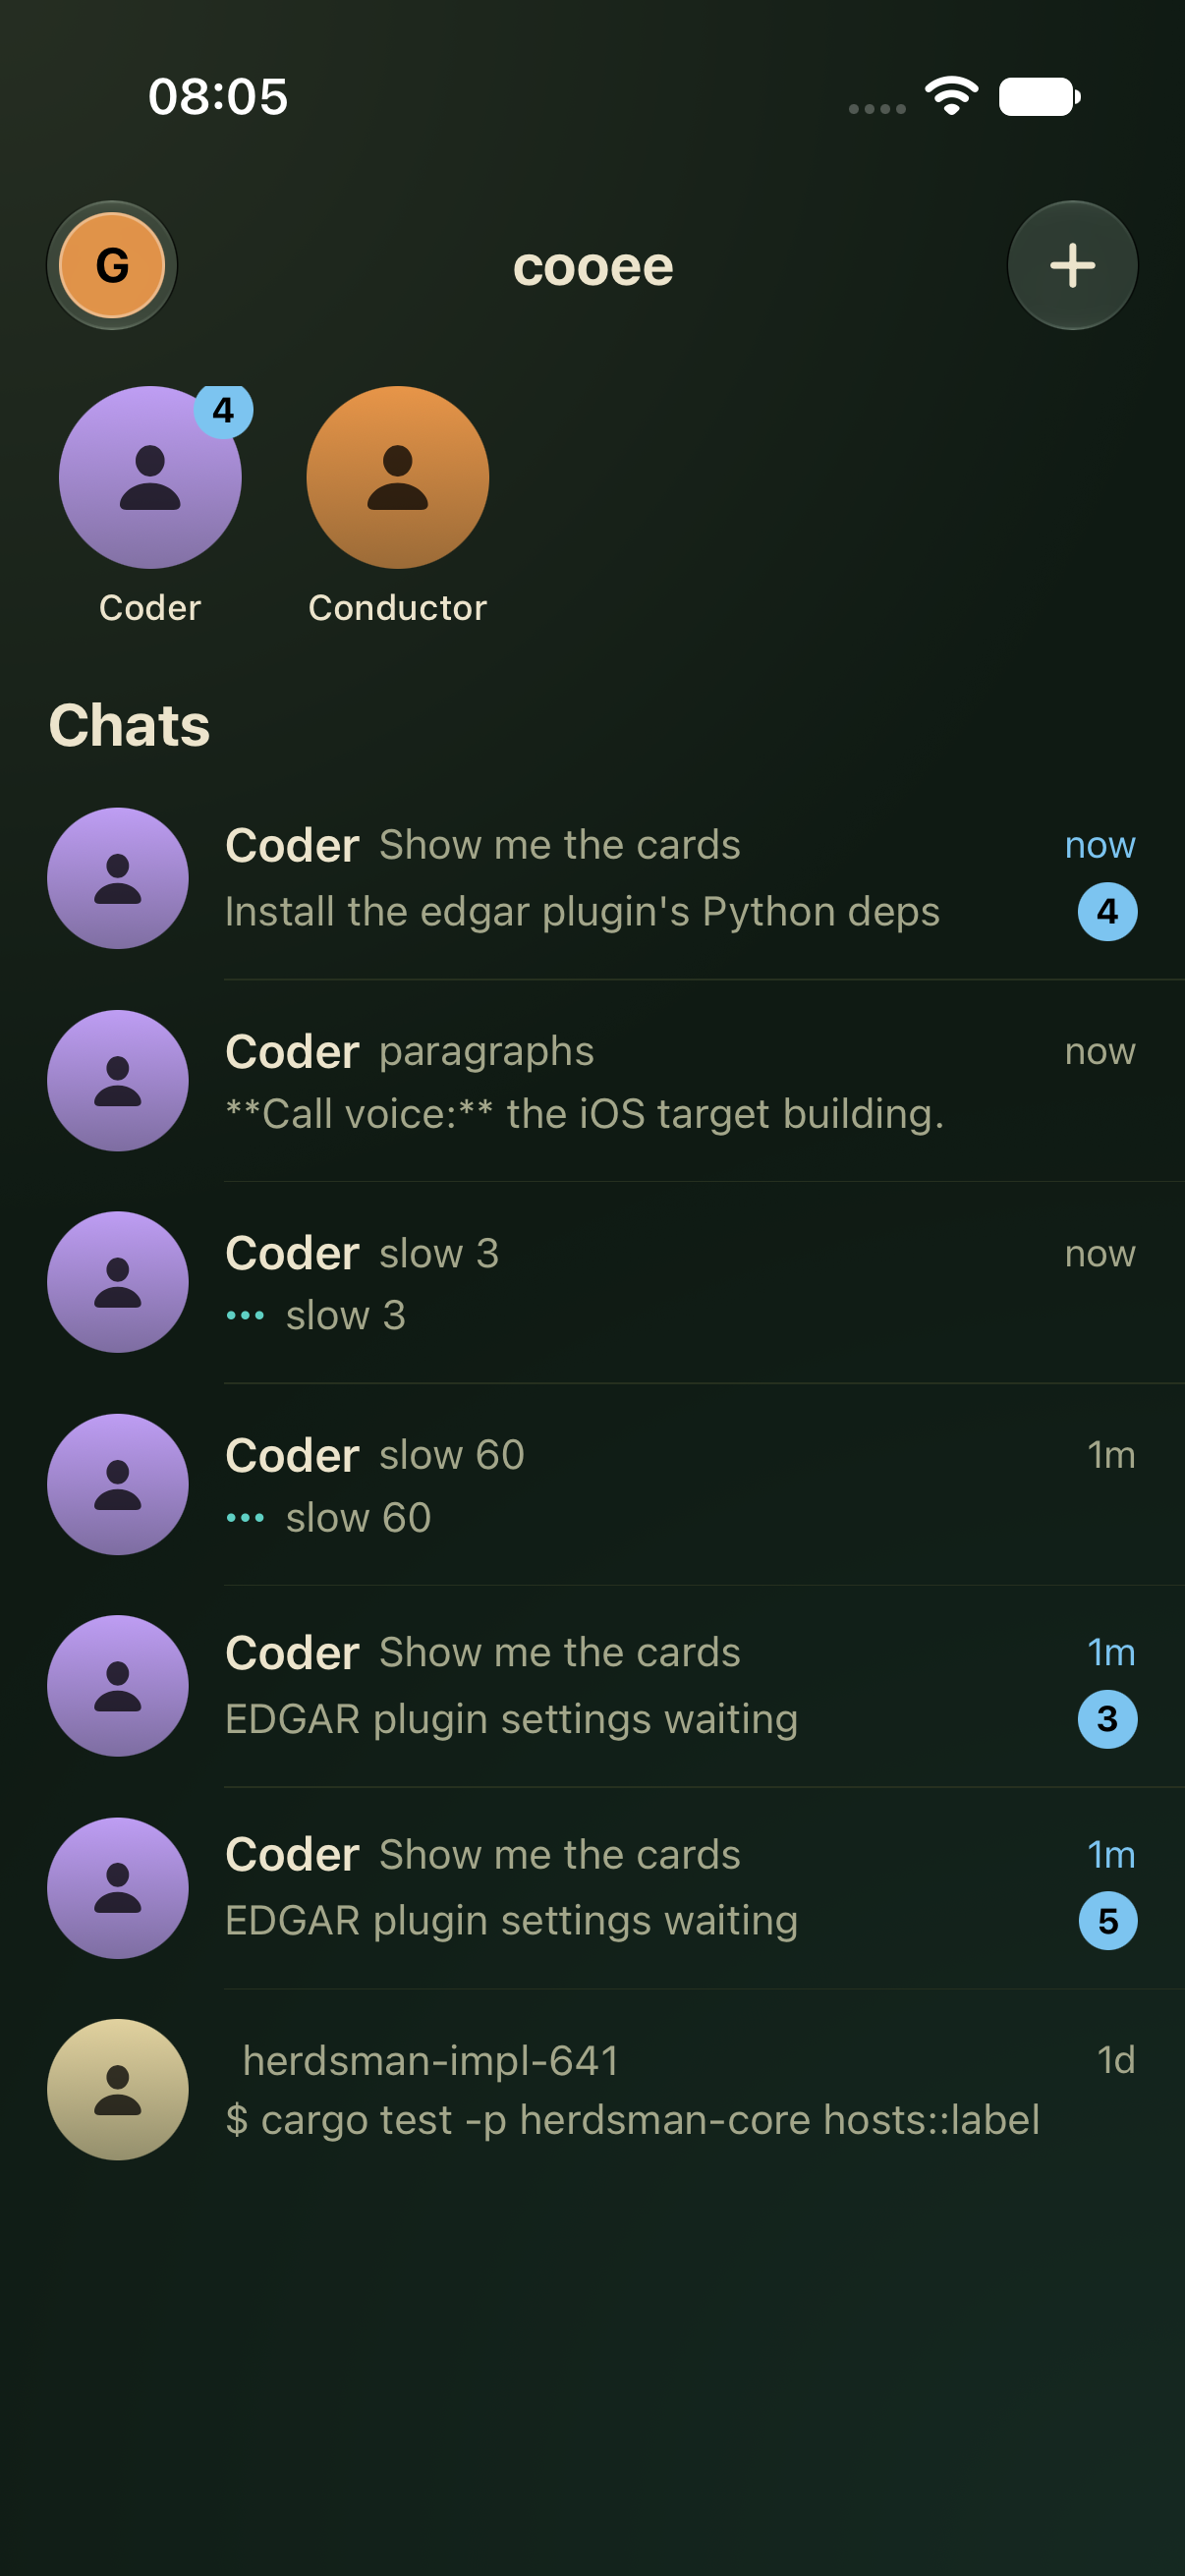 08:05
G
cooee
4
Coder
Conductor
Chats
Coder Show me the cards now
Install the edgar plugin's Python deps 4
Coder paragraphs now
**Call voice:** the iOS target building.
Coder slow 3 now
••• slow 3
Coder slow 60 1m
••• slow 60
Coder Show me the cards 1m
EDGAR plugin settings waiting 3
Coder Show me the cards 1m
EDGAR plugin settings waiting 5
herdsman-impl-641 1d
$ cargo test -p herdsman-core hosts::label